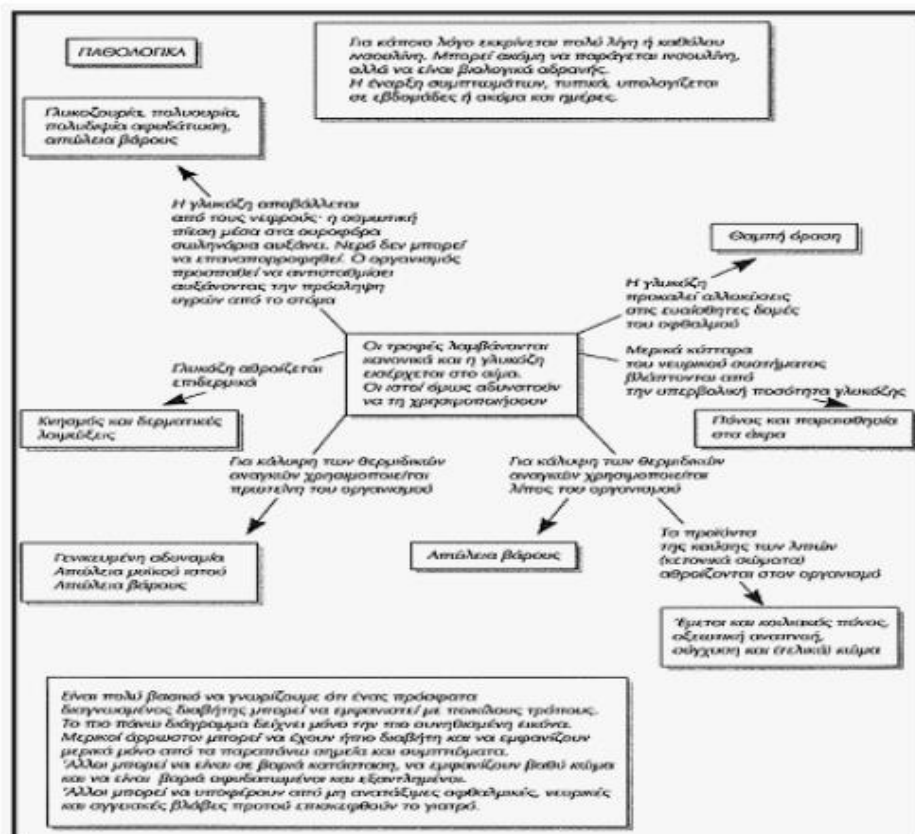 ΠΑΘΟΛΟΓΙΚΑ
Για κάποιο λόγο εκκρίνεται πολύ λίγη ή καθόλου
ινσουλίνη. Μπορεί ακόμη να παράγεται ινσουλίνη,
αλλά να είναι βιολογικά αδρανής.
Η έναρξη συμπτωμάτων, τυπικά, υπολογίζεται
σε εβδομάδες ή ακόμα και ημέρες.
Γλυκοζουρία, πολυουρία,
πολυδιψία αφυδάτωση,
απώλεια βάρους
Η γλυκόζη αποβάλλεται
από τους νεφρούς· η οσμωτική
πίεση μέσα στα ουροφόρα
σωληνάρια αυξάνει. Νερό δεν μπορεί
να επαναπορροφηθεί. Ο οργανισμός
προσπαθεί να αντισταθμίσει
αυξάνοντας την πρόσληψη
υγρών από το στόμα
Θαμπή όραση
Η γλυκόζη
προκαλεί αλλοιώσεις
στις ευαίσθητες δομές
του οφθαλμού
Οι τροφές λαμβάνονται
κανονικά και η γλυκόζη
εισέρχεται στο αίμα.
Οι ιστοί όμως αδυνατούν
να τη χρησιμοποιήσουν
Μερικά κύτταρα
του νευρικού συστήματος
βλάπτονται από
την υπερβολική ποσότητα γλυκόζης
Γλυκόζη αθροίζεται
επιδερμικά
Κνησμός και δερματικές
λοιμώξεις
Πόνος και παραισθησία
στα άκρα
Για κάλυψη των θερμιδικών
αναγκών χρησιμοποιείται
πρωτεΐνη του οργανισμού
Για κάλυψη των θερμιδικών
αναγκών χρησιμοποιείται
λίπος του οργανισμού
Γενικευμένη αδυναμία
Απώλεια μυϊκού ιστού
Απώλεια βάρους
Απώλεια βάρους
Τα προϊόντα
της καύσης των λιπών
(κετονικά σώματα)
αθροίζονται στον οργανισμό
Έμετοι και κοιλιακός πόνος,
οξεωτική αναπνοή,
σύγχυση και (τελικά) κώμα
Είναι πολύ βασικό να γνωρίζουμε ότι ένας πρόσφατα
διαγνωσμένος διαβήτης μπορεί να εμφανιστεί με ποικίλους τρόπους.
Το πιο πάνω διάγραμμα δείχνει μόνο την πιο συνηθισμένη εικόνα.
Μερικοί άρρωστοι μπορεί να έχουν ήπιο διαβήτη και να εμφανίζουν
μερικά μόνο από τα παραπάνω σημεία και συμπτώματα.
Άλλοι μπορεί να είναι σε βαριά κατάσταση, να εμφανίζουν βαθύ κώμα
και να είναι βαριά αφυδατωμένοι και εξαντλημένοι.
Άλλοι μπορεί να υποφέρουν από μη ανατάξιμες οφθαλμικές, νευρικές
και αγγειακές βλάβες προτού επισκεφθούν το γιατρό.